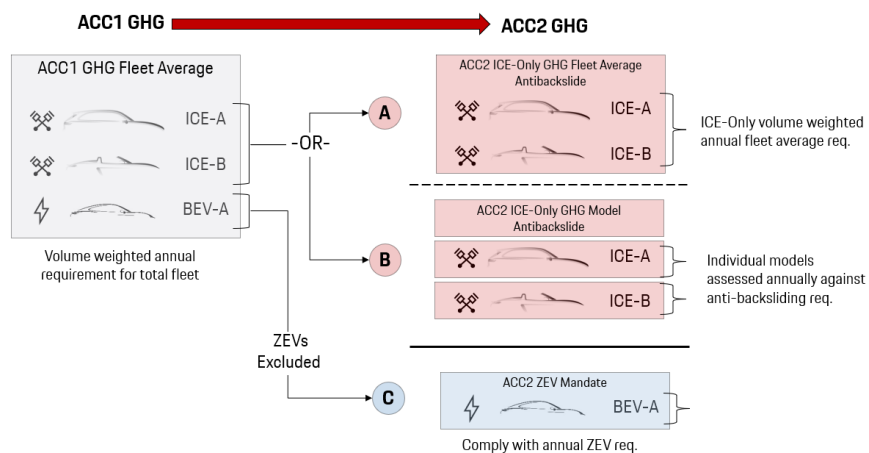 ACC1 GHG
ACC2 GHG
ACC1 GHG Fleet Average
ICE-A
ICE-B
BEV-A
Volume weighted annual
requirement for total fleet
-OR-
ZEVs
Excluded
A
ACC2 ICE-Only GHG Fleet Average
Antibackslide
ICE-A
ICE-B
ICE-Only volume weighted
annual fleet average req.
B
ACC2 ICE-Only GHG Model
Antibackslide
ICE-A
ICE-B
Individual models
assessed annually against
anti-backsliding req.
C
ACC2 ZEV Mandate
BEV-A
Comply with annual ZEV req.